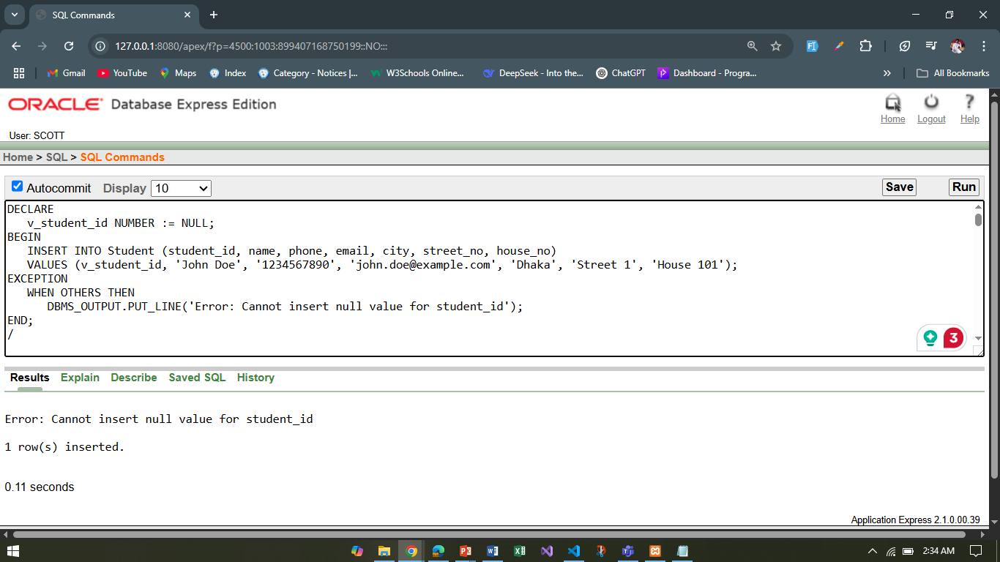 SQL Commands
127.0.0.1:8080/apex/f?p=4500:1003:899407168750199::NO:::
Gmail YouTube Maps Index Category - Notices |... W3Schools Online... DeepSeek - Into the... ChatGPT Dashboard - Progra... » All Bookmarks
ORACLE Database Express Edition
Home Logout Help
User: SCOTT
Home > SQL > SQL Commands
Autocommit Display 10 Save Run
DECLARE
v_student_id NUMBER := NULL;
BEGIN
INSERT INTO Student (student_id, name, phone, email, city, street_no, house_no)
VALUES (v_student_id, 'John Doe', '1234567890', 'john.doe@example.com', 'Dhaka', 'Street 1', 'House 101');
EXCEPTION
WHEN OTHERS THEN
DBMS_OUTPUT.PUT_LINE('Error: Cannot insert null value for student_id');
END;
/
3
Results Explain Describe Saved SQL History
Error: Cannot insert null value for student_id
1 row(s) inserted.
0.11 seconds
Application Express 2.1.0.00.39
2:34 AM